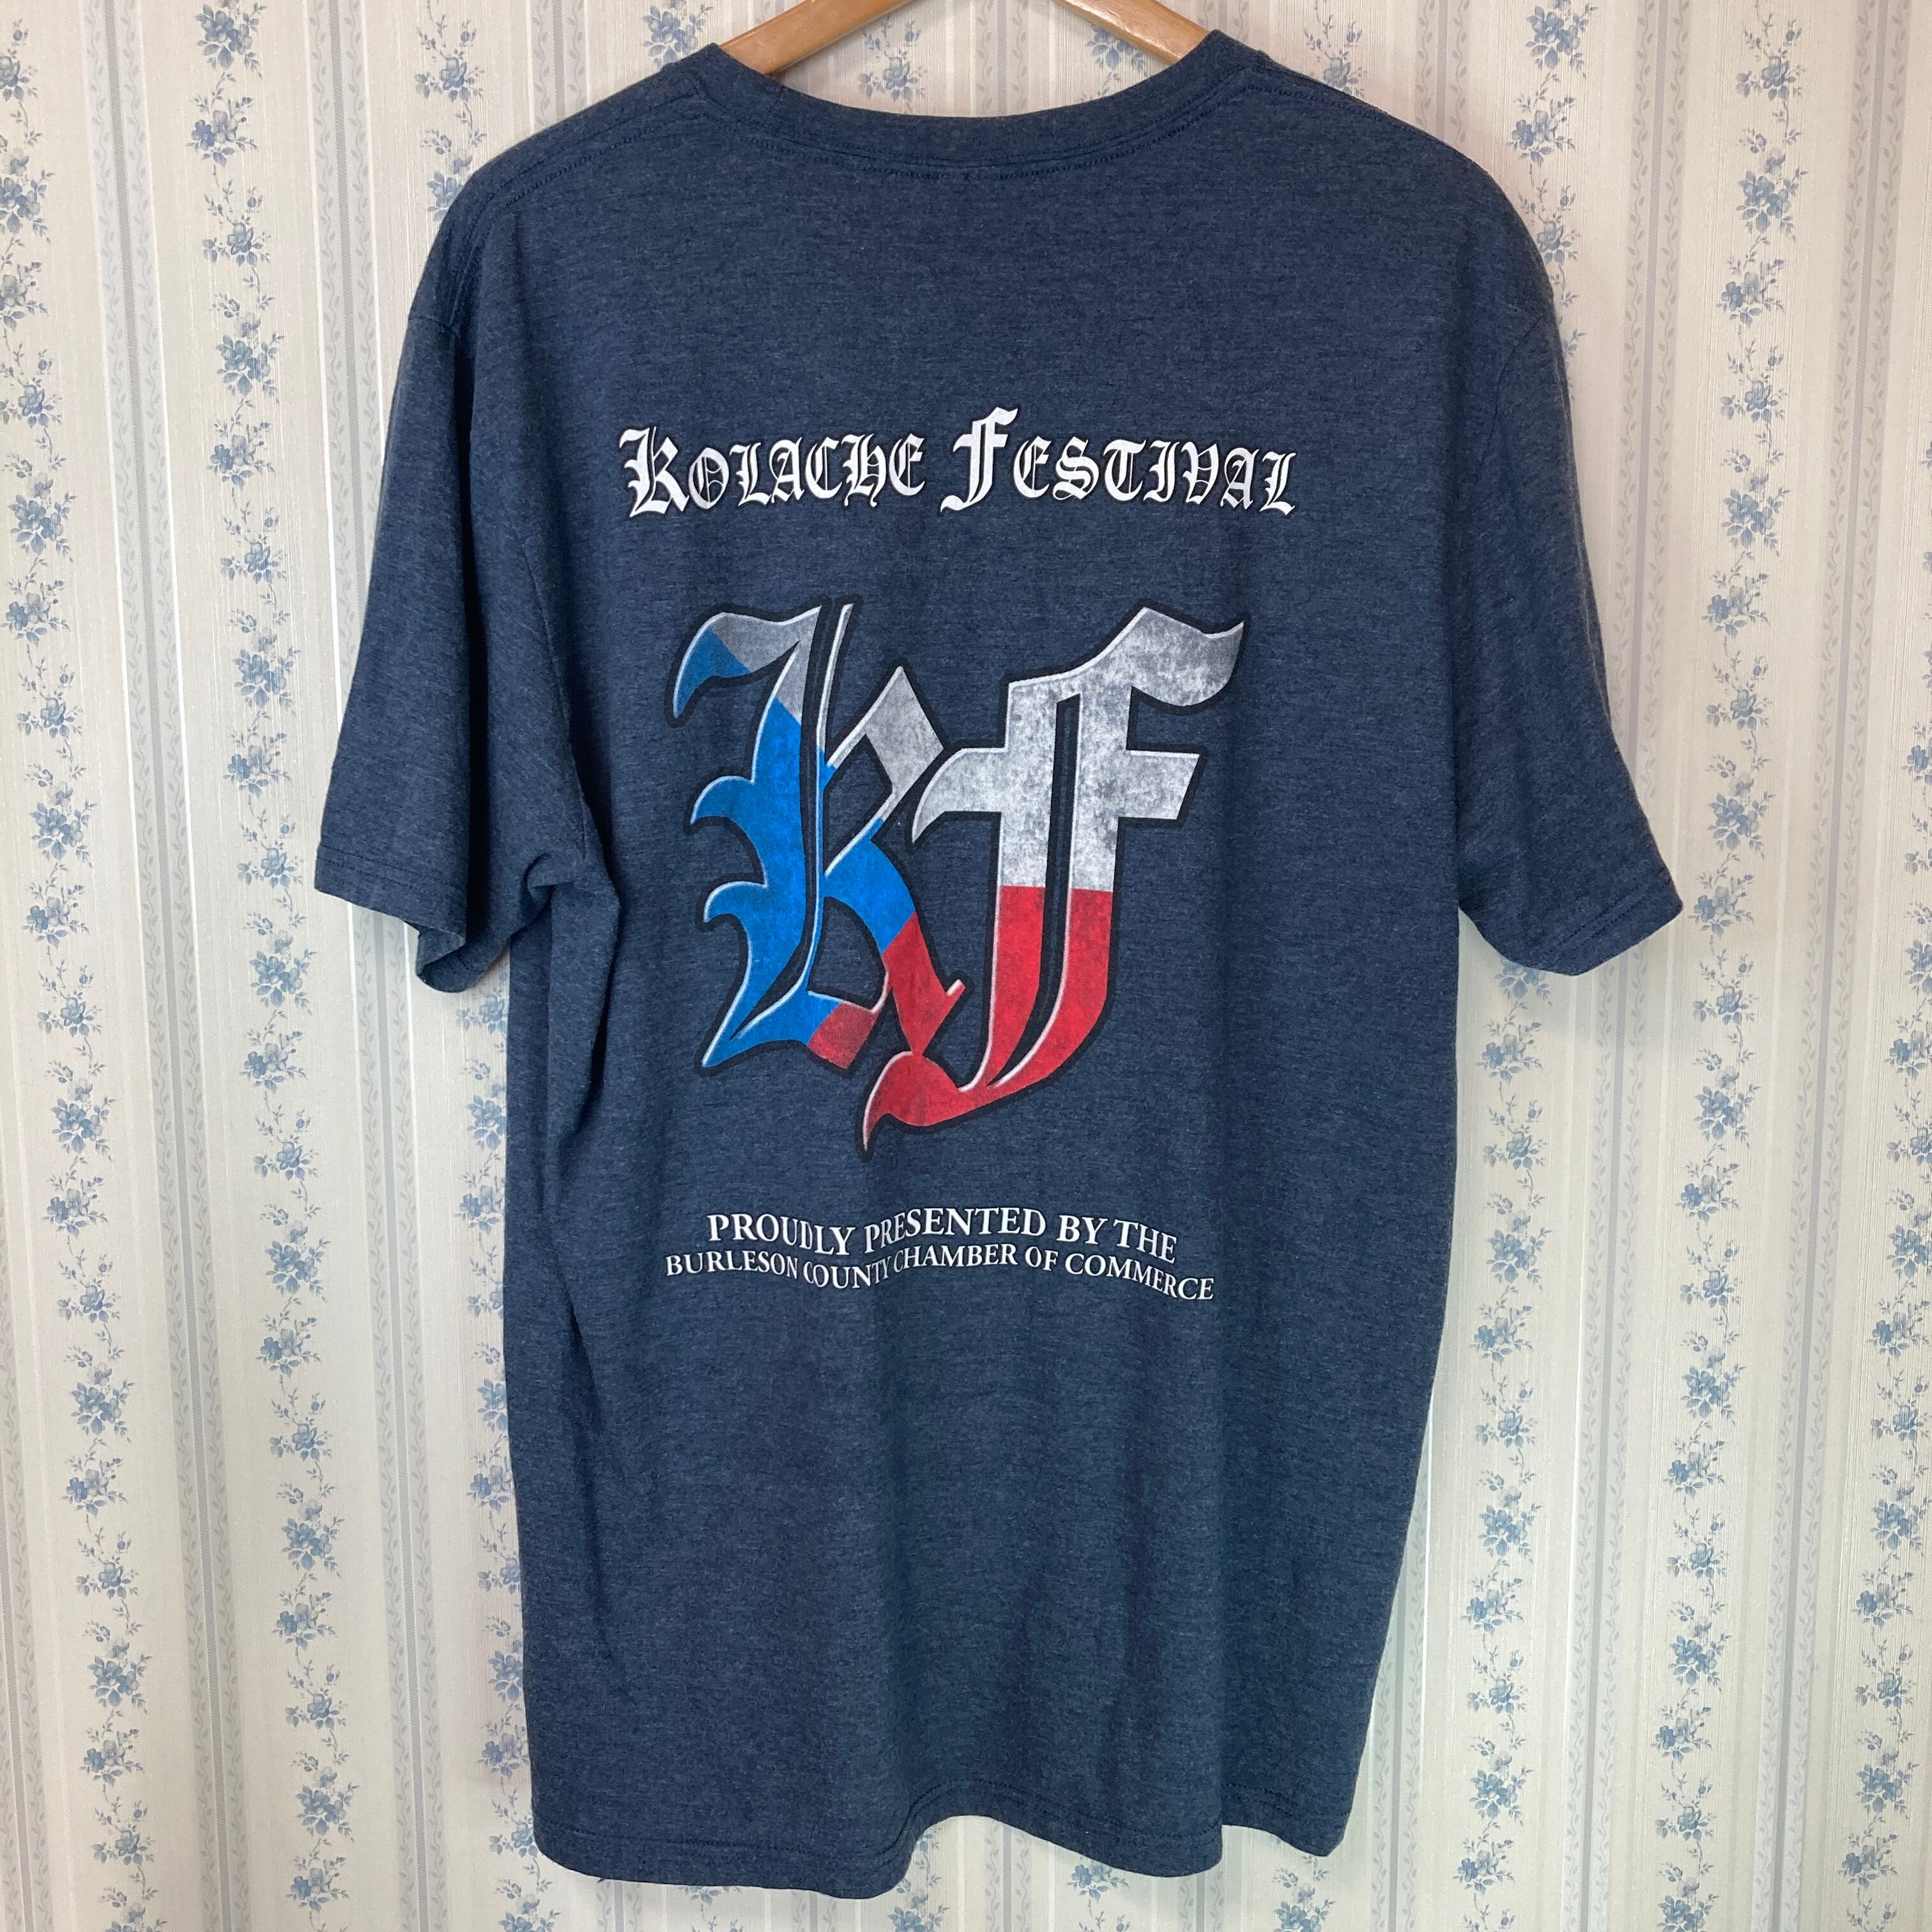 Kolache Festival
KF
PROUDLY PRESENTED BY THE
BURLESON COUNTY CHAMBER OF COMMERCE